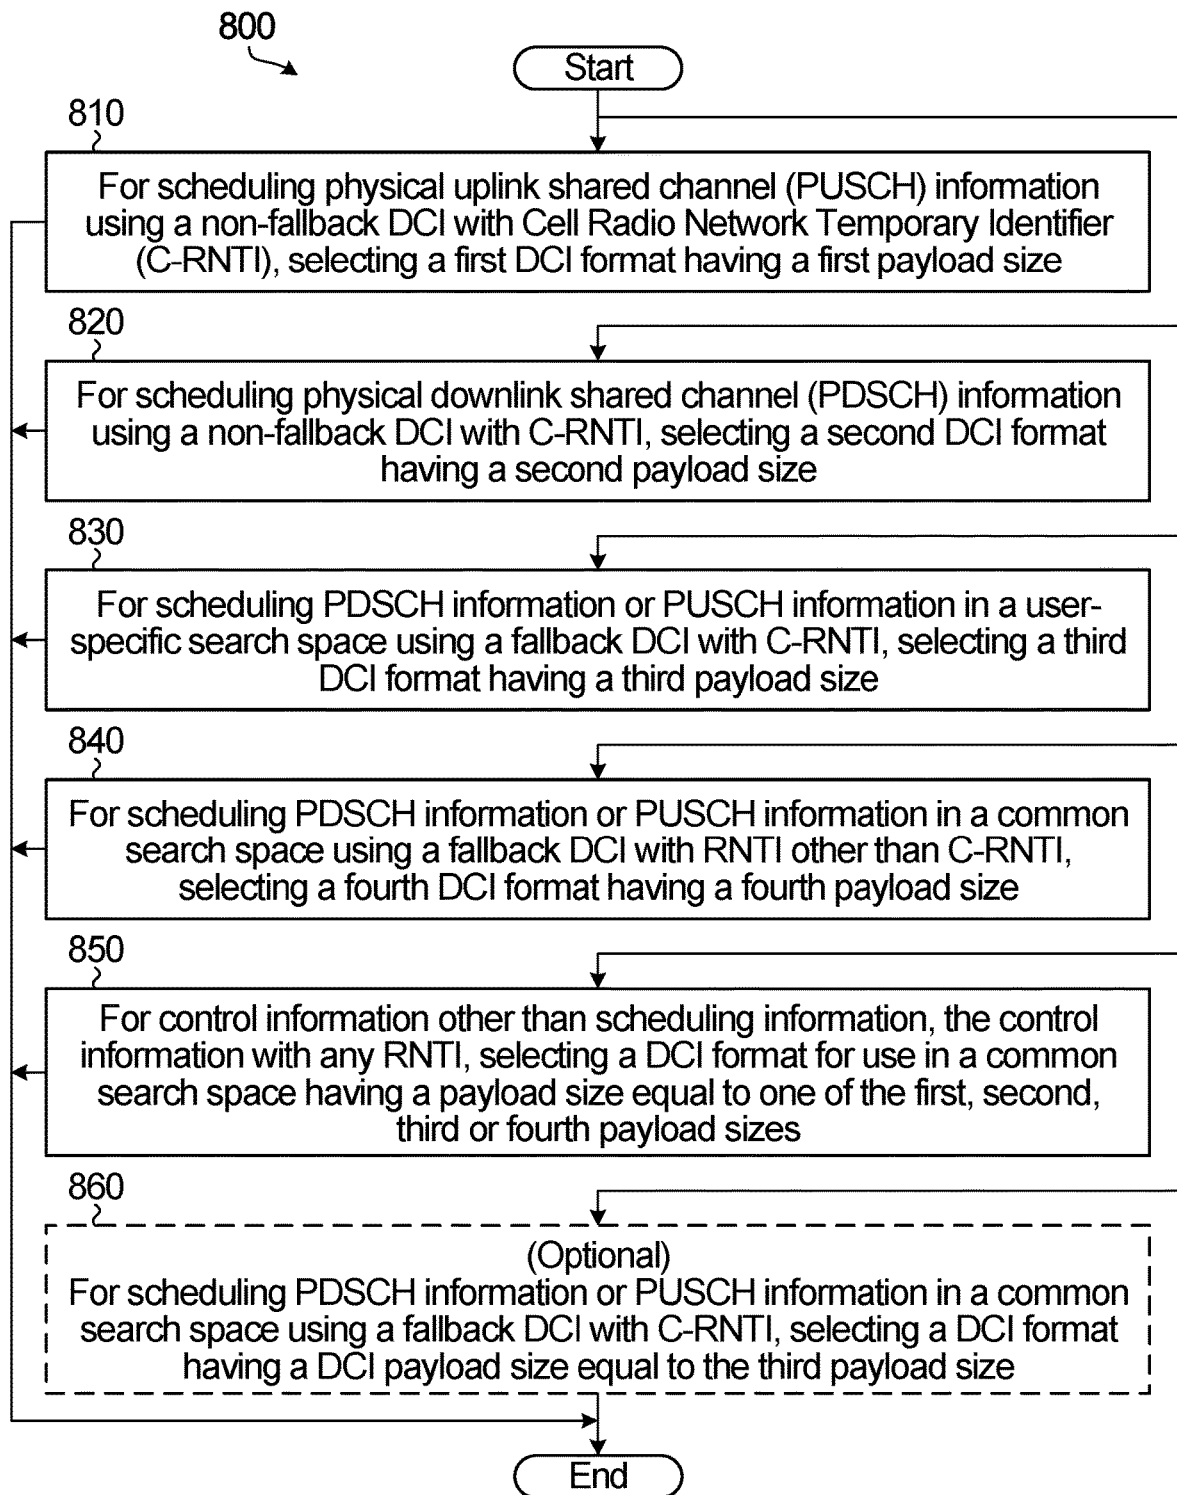 800
Start
810
For scheduling physical uplink shared channel (PUSCH) information
using a non-fallback DCI with Cell Radio Network Temporary Identifier
(C-RNTI), selecting a first DCI format having a first payload size
820
For scheduling physical downlink shared channel (PDSCH) information
using a non-fallback DCI with C-RNTI, selecting a second DCI format
having a second payload size
830
For scheduling PDSCH information or PUSCH information in a user-
specific search space using a fallback DCI with C-RNTI, selecting a third
DCI format having a third payload size
840
For scheduling PDSCH information or PUSCH information in a common
search space using a fallback DCI with RNTI other than C-RNTI,
selecting a fourth DCI format having a fourth payload size
850
For control information other than scheduling information, the control
information with any RNTI, selecting a DCI format for use in a common
search space having a payload size equal to one of the first, second,
third or fourth payload sizes
860
(Optional)
For scheduling PDSCH information or PUSCH information in a common
search space using a fallback DCI with C-RNTI, selecting a DCI format
having a DCI payload size equal to the third payload size
End